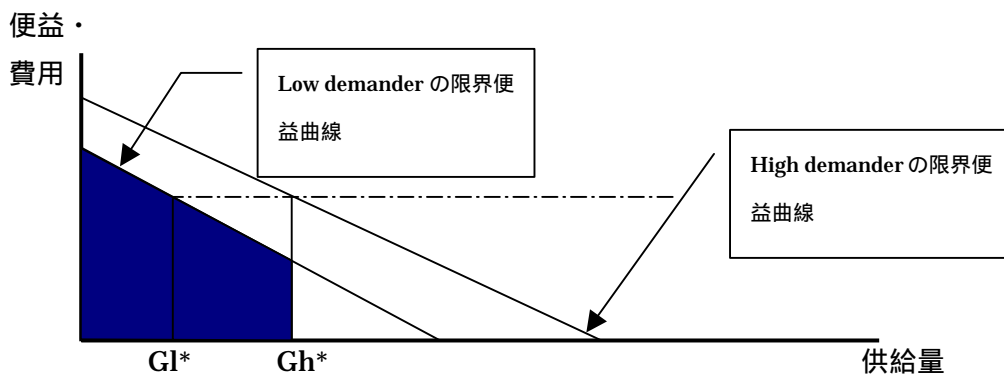 便益・
費用
Low demander の限界便
益曲線
High demander の限界便
益曲線
Gl*
Gh*
供給量